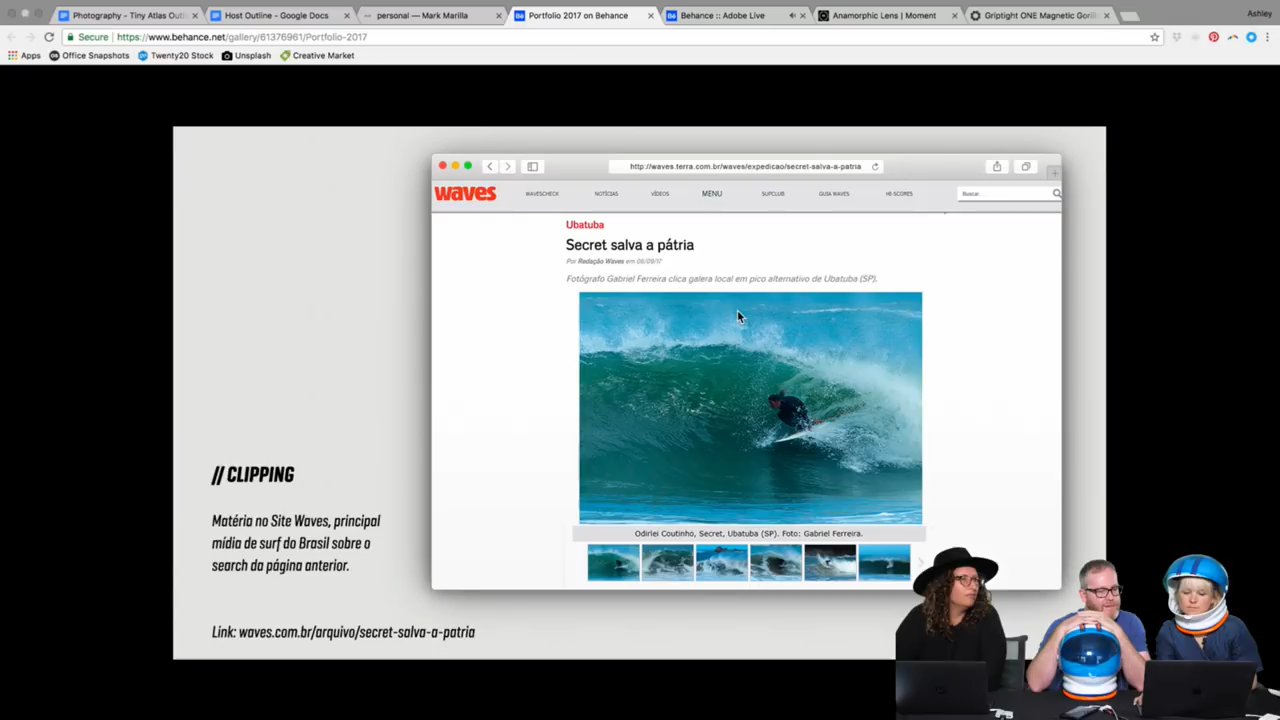 Photography - Tiny Atlas Out
Host Outline - Google Docs
personal — Mark Marilla
Portfolio 2017 on Behance
Behance :: Adobe Live
Anamorphic Lens | Moment
Griptight ONE Magnetic Goril
Ashley
Secure | https://www.behance.net/gallery/61376961/Portfolio-2017
Apps
Office Snapshots
Twenty20 Stock
Unsplash
Creative Market
http://waves.terra.com.br/waves/expedicao/secret-salva-a-patria
waves
WAVESCHECK
NOTÍCIAS
VÍDEOS
MENU
SUPCLUB
GUIA WAVES
HI-SCORES
Buscar...
Ubatuba
Secret salva a pátria
Por Redação Waves em 06/09/17
Fotógrafo Gabriel Ferreira clica galera local em pico alternativo de Ubatuba (SP).
Odirlei Coutinho, Secret, Ubatuba (SP). Foto: Gabriel Ferreira.
// CLIPPING
Matéria no Site Waves, principal
mídia de surf do Brasil sobre o
search da página anterior.
Link: waves.com.br/arquivo/secret-salva-a-patria